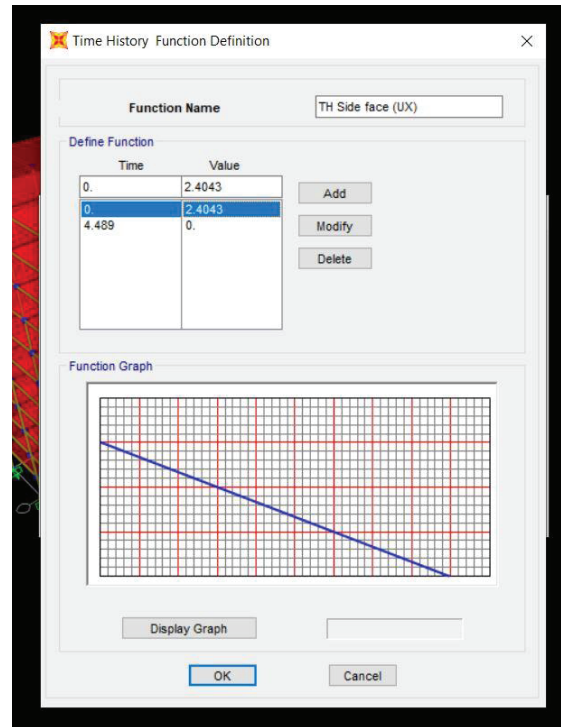 Time History Function Definition
Function Name TH Side face (UX)
Define Function
Time Value
0. 2.4043 Add
0. 2.4043
4.489 0. Modify
Delete
Function Graph
Display Graph
OK Cancel